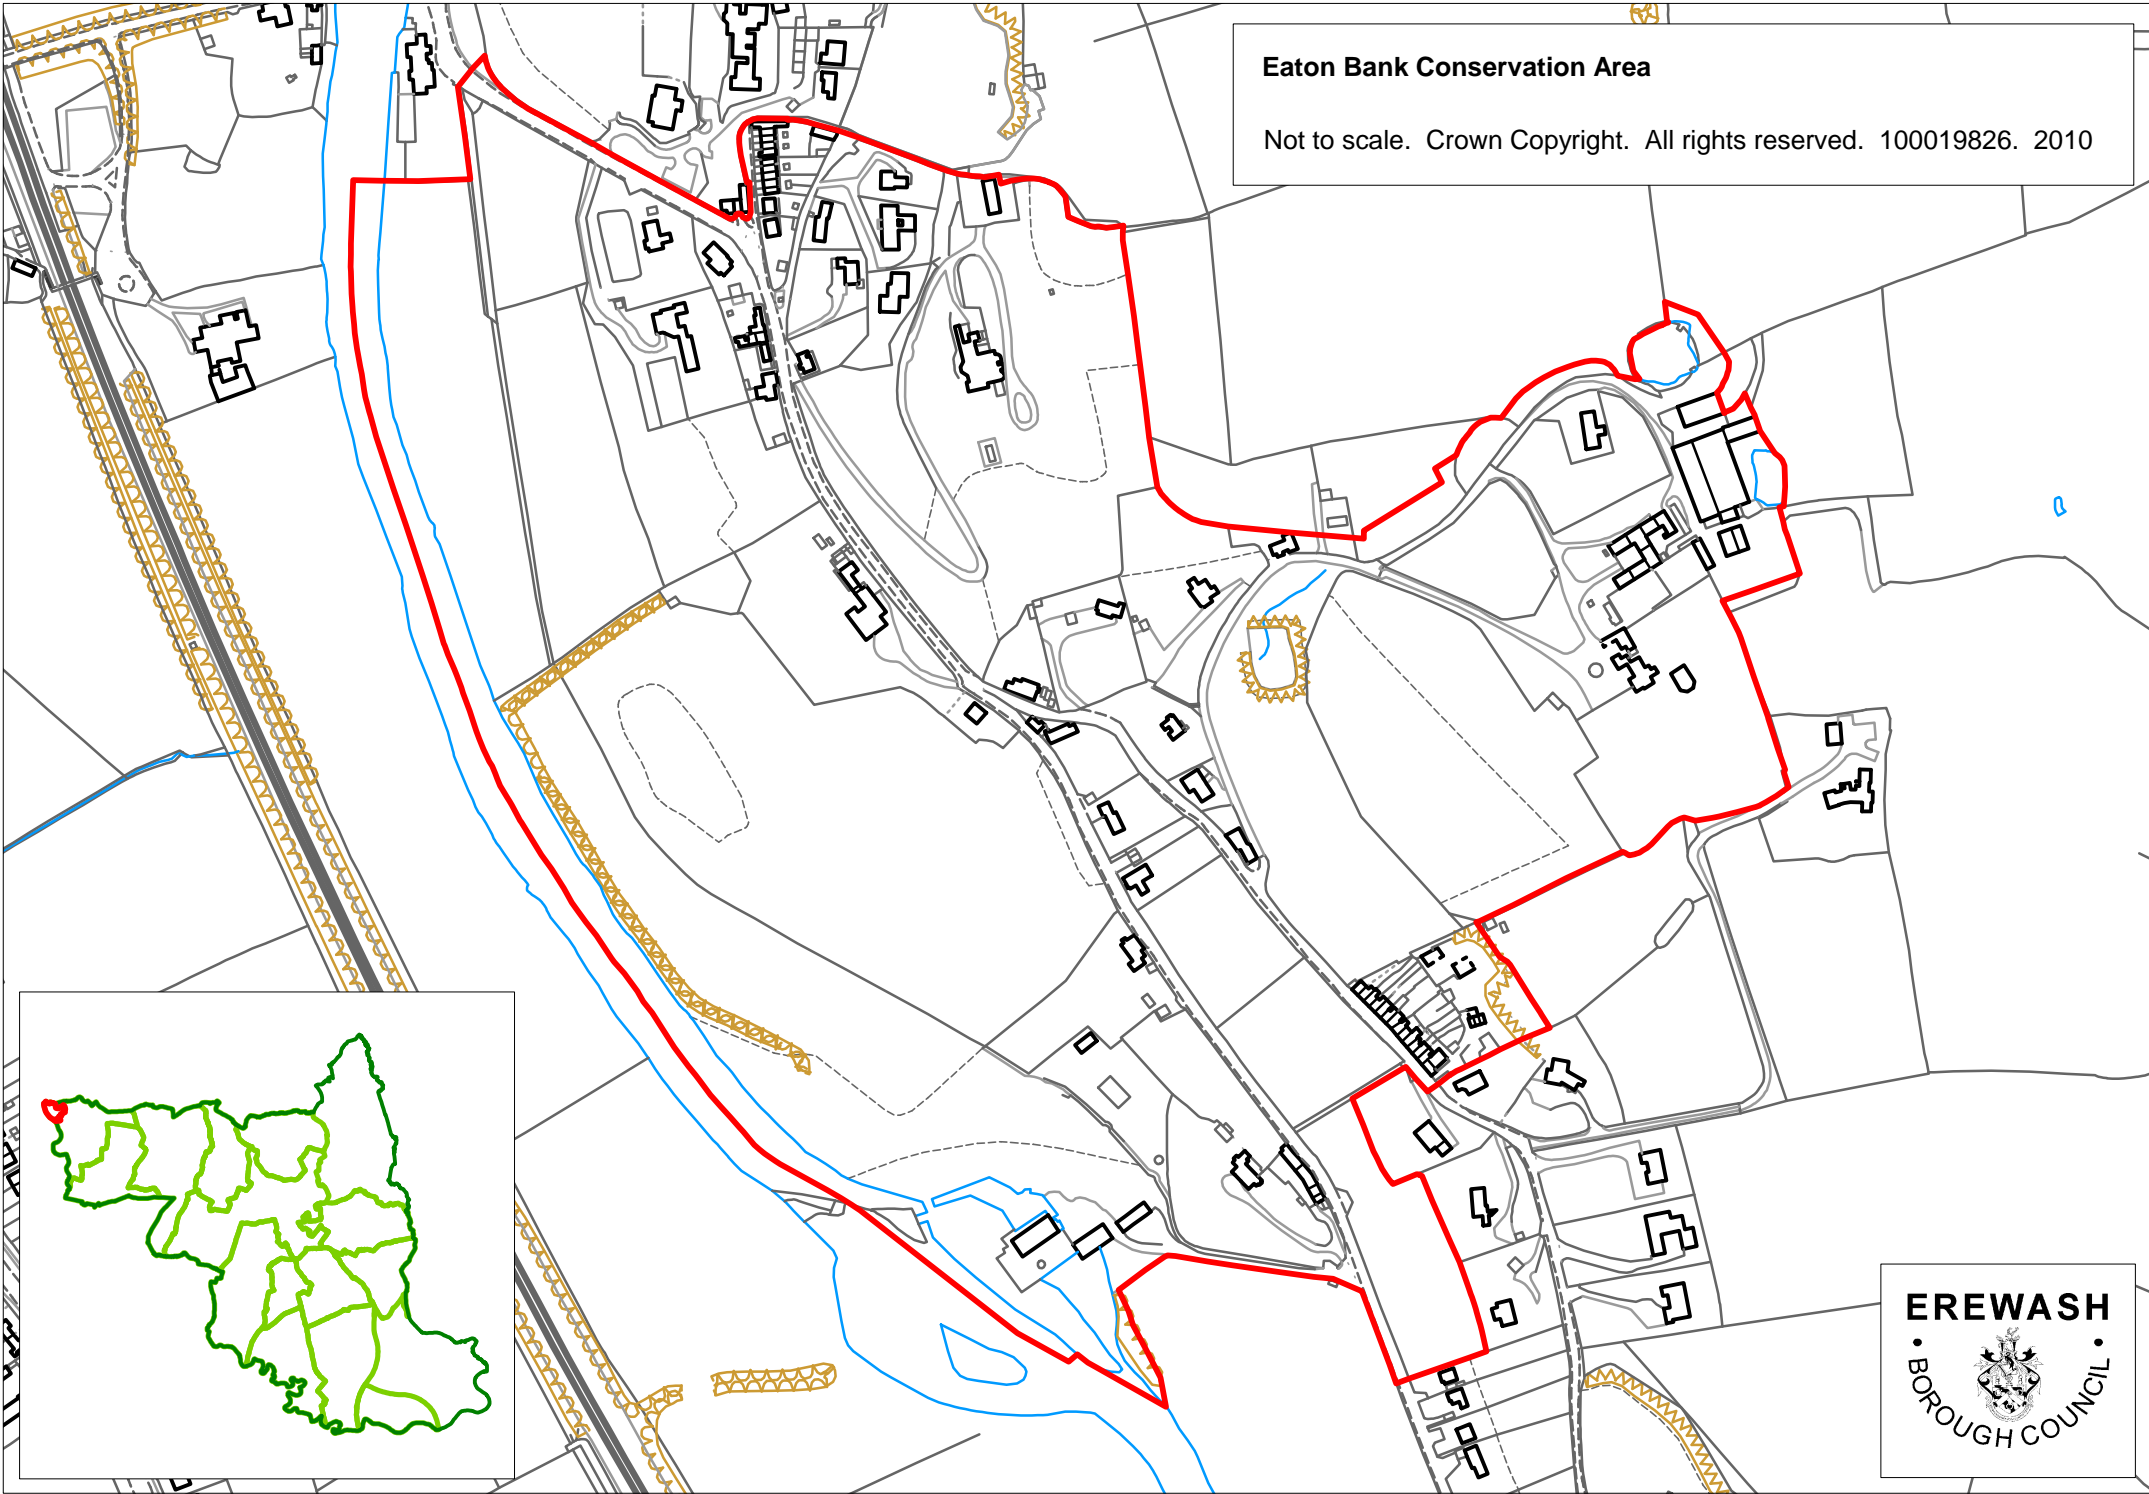 Eaton Bank Conservation Area
Not to scale. Crown Copyright. All rights reserved. 100019826. 2010
EREWASH
• BOROUGH COUNCIL •